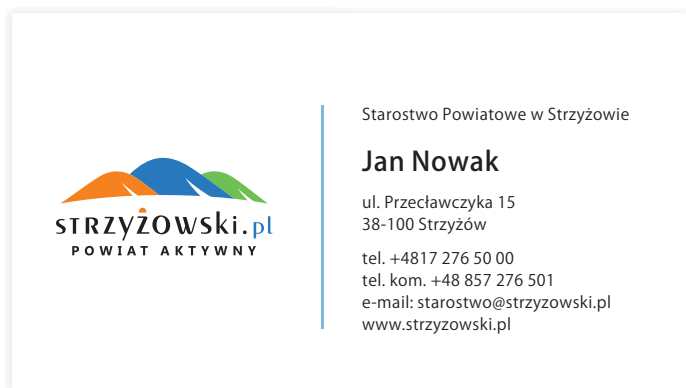 strzyżowski.pl
POWIAT AKTYWNY
Starostwo Powiatowe w Strzyżowie
Jan Nowak
ul. Przecławczyka 15
38-100 Strzyżów
tel. +4817 276 50 00
tel. kom. +48 857 276 501
e-mail: starostwo@strzyzowski.pl
www.strzyzowski.pl